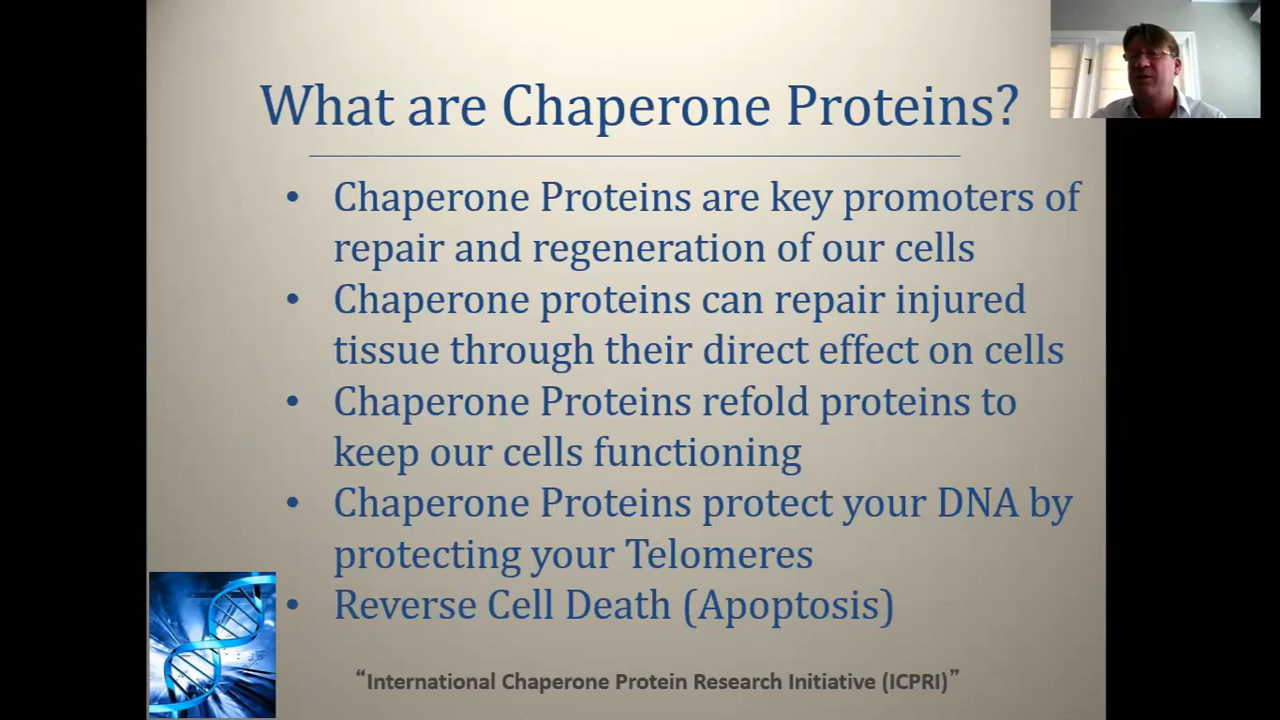 What are Chaperone Proteins?
• Chaperone Proteins are key promoters of
repair and regeneration of our cells
• Chaperone proteins can repair injured
tissue through their direct effect on cells
• Chaperone Proteins refold proteins to
keep our cells functioning
• Chaperone Proteins protect your DNA by
protecting your Telomeres
• Reverse Cell Death (Apoptosis)
“International Chaperone Protein Research Initiative (ICPRI)”